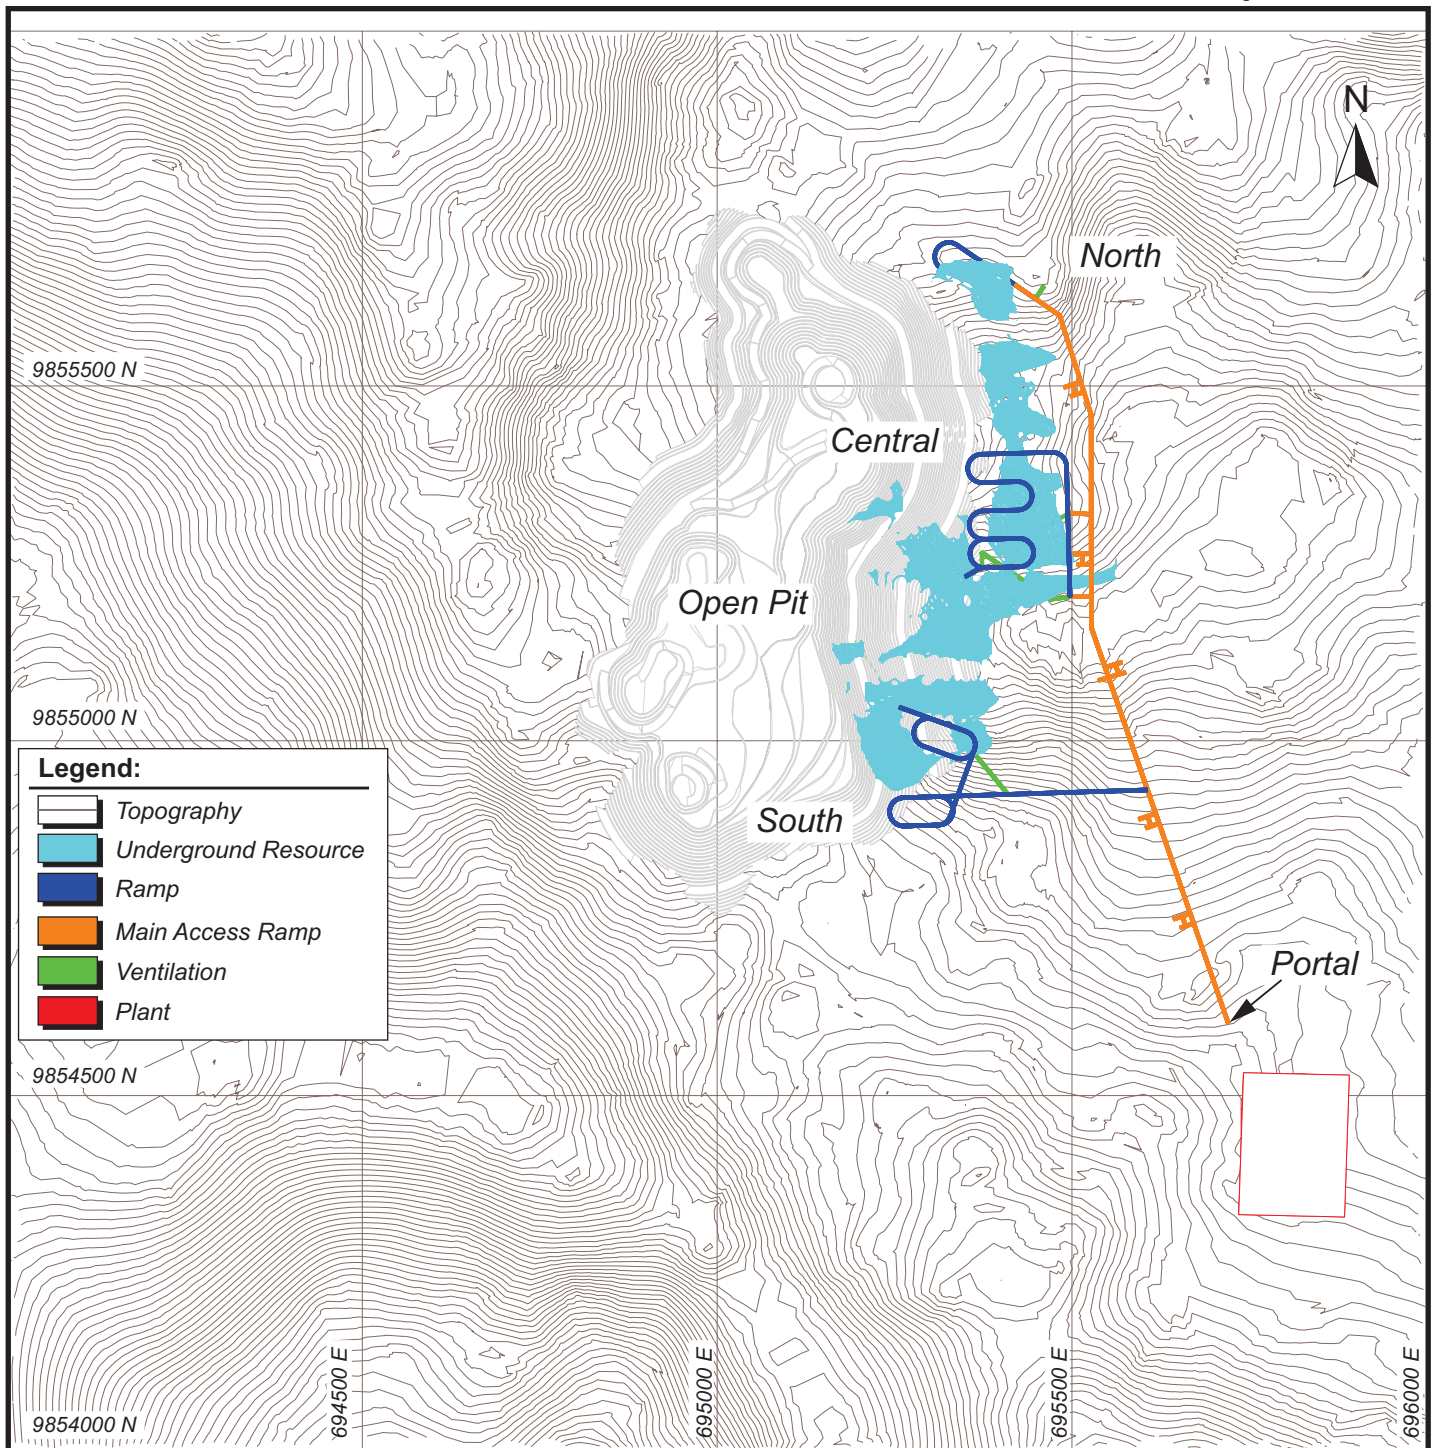 N
North
9855500 N
Central
Open Pit
9855000 N
Legend:
Topography
Underground Resource
Ramp
Main Access Ramp
Ventilation
Plant
South
Portal
9854500 N
694500 E
695000 E
695500 E
696000 E
9854000 N